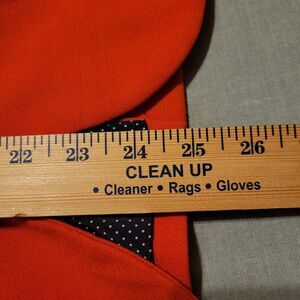 22 23 24 25 26
CLEAN UP
• Cleaner • Rags • Gloves